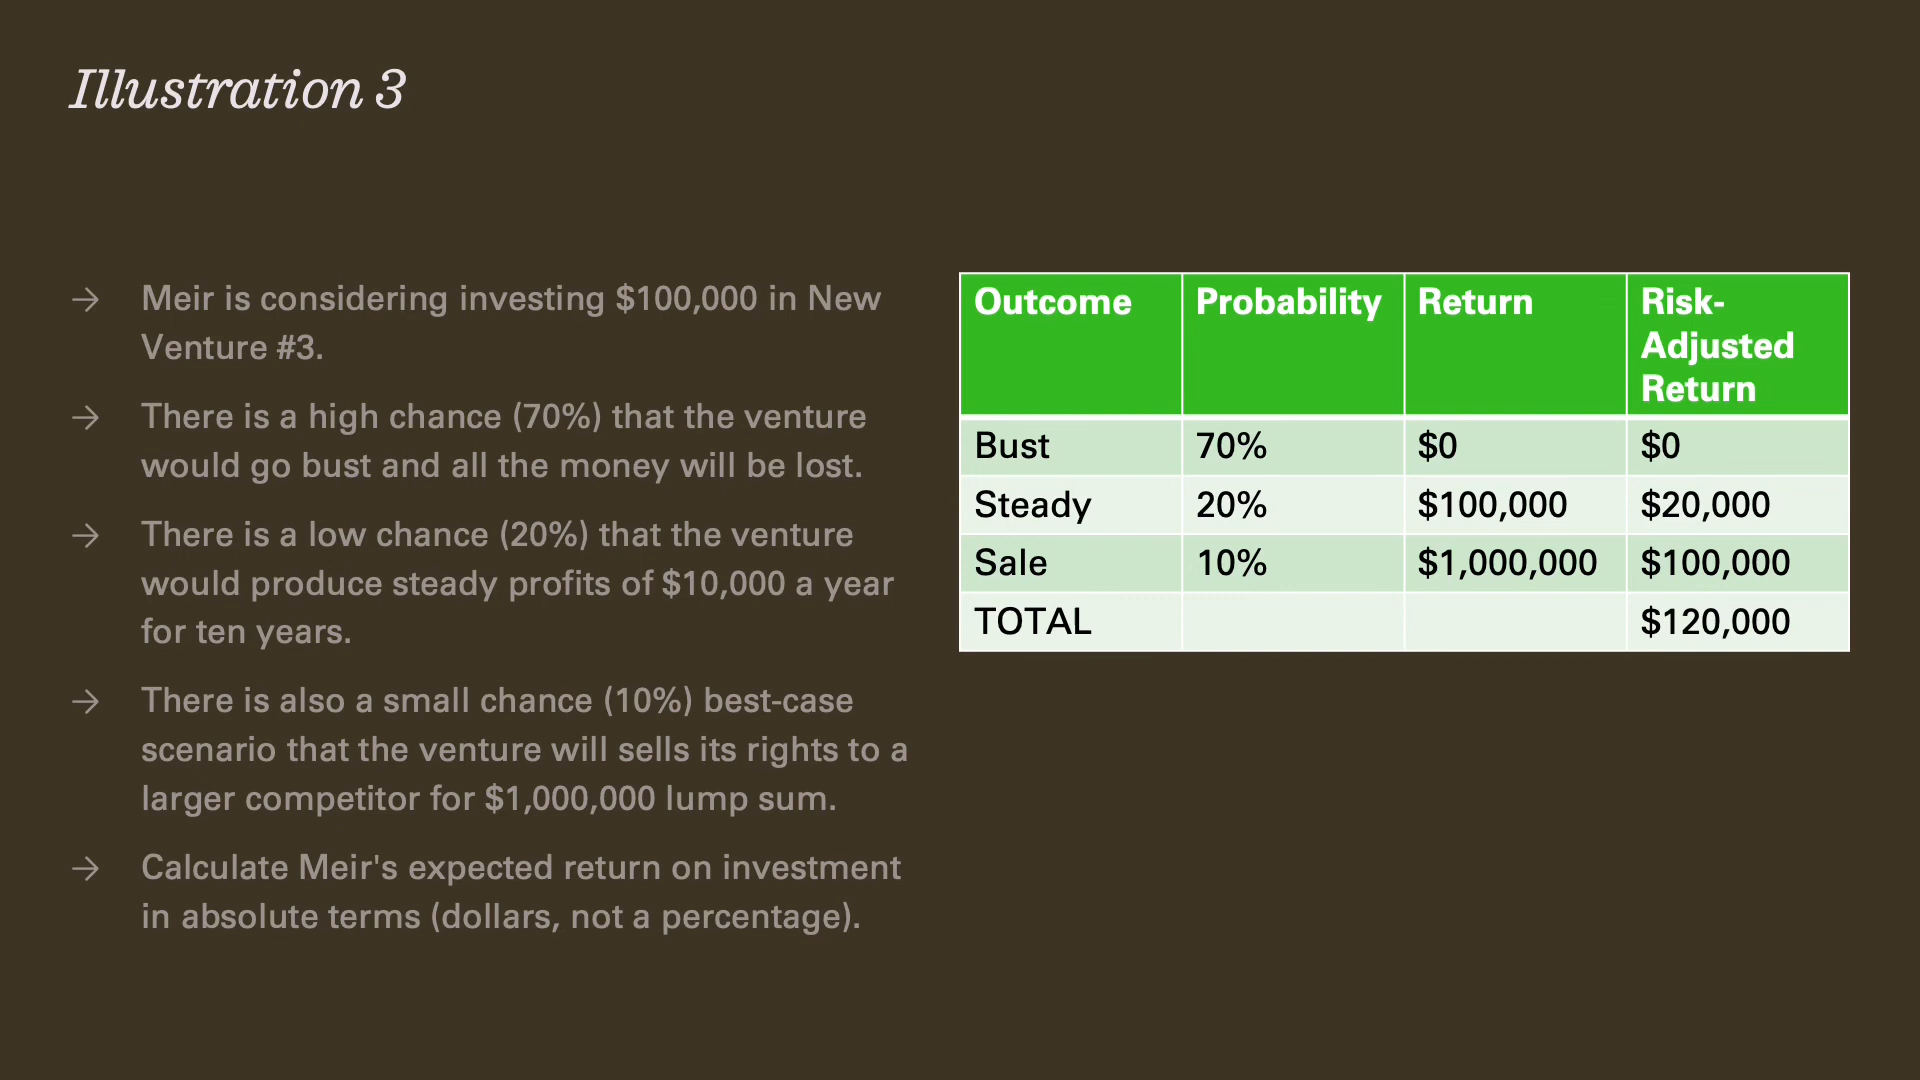 Illustration 3
→ Meir is considering investing $100,000 in New
Venture #3.
→ There is a high chance (70%) that the venture
would go bust and all the money will be lost.
→ There is a low chance (20%) that the venture
would produce steady profits of $10,000 a year
for ten years.
→ There is also a small chance (10%) best-case
scenario that the venture will sells its rights to a
larger competitor for $1,000,000 lump sum.
→ Calculate Meir's expected return on investment
in absolute terms (dollars, not a percentage).
Outcome Probability Return Risk-
Adjusted
Return
Bust 70% $0 $0
Steady 20% $100,000 $20,000
Sale 10% $1,000,000 $100,000
TOTAL $120,000